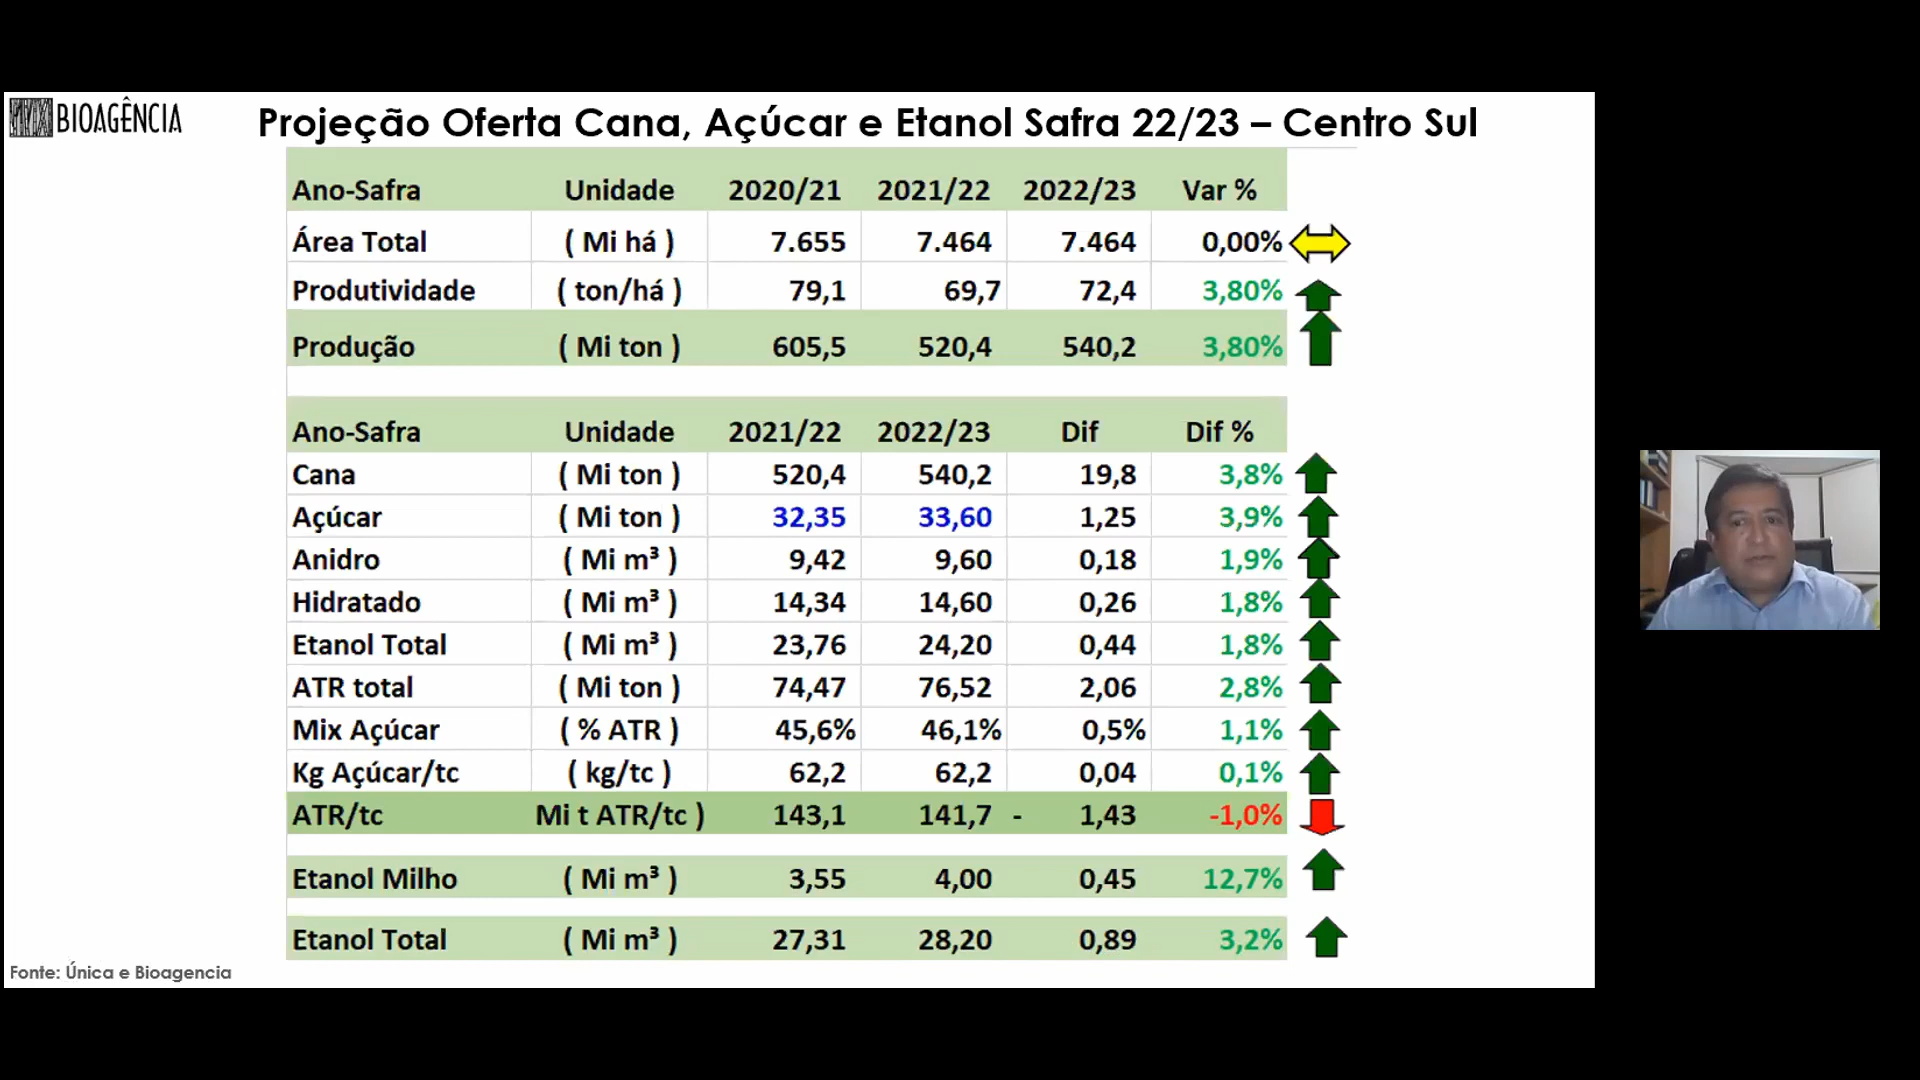 BIOAGÊNCIA
Projeção Oferta Cana, Açúcar e Etanol Safra 22/23 – Centro Sul
Ano-Safra Unidade 2020/21 2021/22 2022/23 Var %
Área Total ( Mi há ) 7.655 7.464 7.464 0,00%
Produtividade ( ton/há ) 79,1 69,7 72,4 3,80%
Produção ( Mi ton ) 605,5 520,4 540,2 3,80%
Ano-Safra Unidade 2021/22 2022/23 Dif Dif %
Cana ( Mi ton ) 520,4 540,2 19,8 3,8%
Açúcar ( Mi ton ) 32,35 33,60 1,25 3,9%
Anidro ( Mi m³ ) 9,42 9,60 0,18 1,9%
Hidratado ( Mi m³ ) 14,34 14,60 0,26 1,8%
Etanol Total ( Mi m³ ) 23,76 24,20 0,44 1,8%
ATR total ( Mi ton ) 74,47 76,52 2,06 2,8%
Mix Açúcar ( % ATR ) 45,6% 46,1% 0,5% 1,1%
Kg Açúcar/tc ( kg/tc ) 62,2 62,2 0,04 0,1%
ATR/tc Mi t ATR/tc ) 143,1 141,7 - 1,43 -1,0%
Etanol Milho ( Mi m³ ) 3,55 4,00 0,45 12,7%
Etanol Total ( Mi m³ ) 27,31 28,20 0,89 3,2%
Fonte: Única e Bioagencia